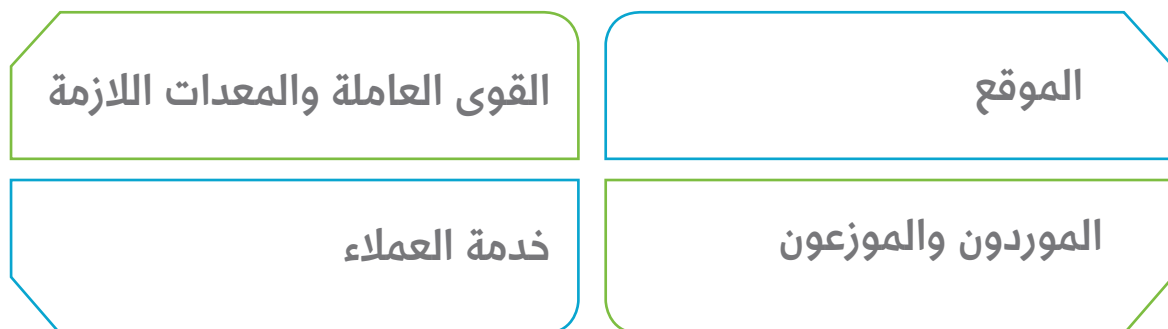 الموقع
القوى العاملة والمعدات اللازمة
الموردون والموزعون
خدمة العملاء